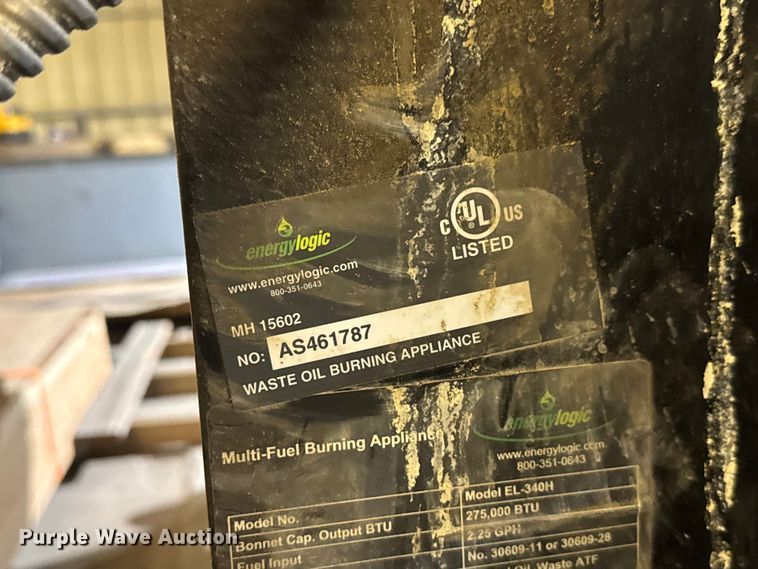 energylogic
www.energylogic.com
800-351-0643
C UL US
LISTED
MH 15602
NO: AS461787
WASTE OIL BURNING APPLIANCE
energylogic
www.energylogic.com
800-351-0643
Multi-Fuel Burning Applianc
Model No. Model EL-340H
Bonnet Cap. Output BTU 275,000 BTU
Fuel Input 2.25 GPH
No. 30609-11 or 30609-28
Oil, Waste ATF
Purple Wave Auction